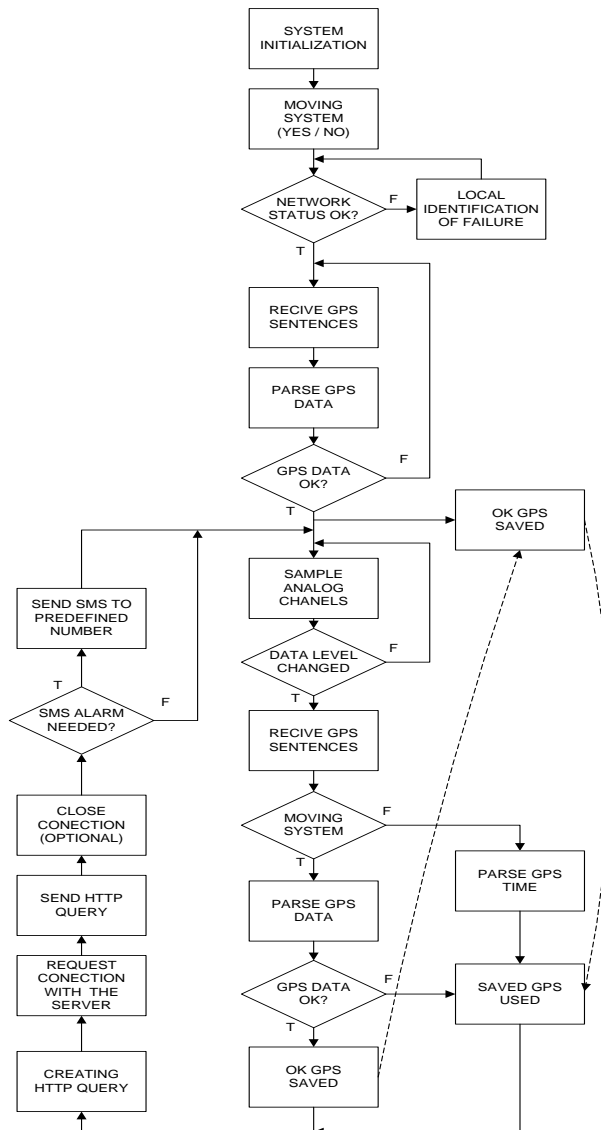 SYSTEM
INITIALIZATION
MOVING
SYSTEM
(YES / NO)
NETWORK
STATUS OK?
F
LOCAL
IDENTIFICATION
OF FAILURE
T
RECIVE GPS
SENTENCES
PARSE GPS
DATA
GPS DATA
OK?
F
T
OK GPS
SAVED
SAMPLE
ANALOG
CHANELS
DATA LEVEL
CHANGED
F
T
RECIVE GPS
SENTENCES
MOVING
SYSTEM
F
T
PARSE GPS
TIME
PARSE GPS
DATA
GPS DATA
OK?
F
SAVED GPS
USED
T
OK GPS
SAVED
SEND SMS TO
PREDEFINED
NUMBER
T
F
SMS ALARM
NEEDED?
CLOSE
CONECTION
(OPTIONAL)
SEND HTTP
QUERY
REQUEST
CONECTION
WITH THE
SERVER
CREATING
HTTP QUERY